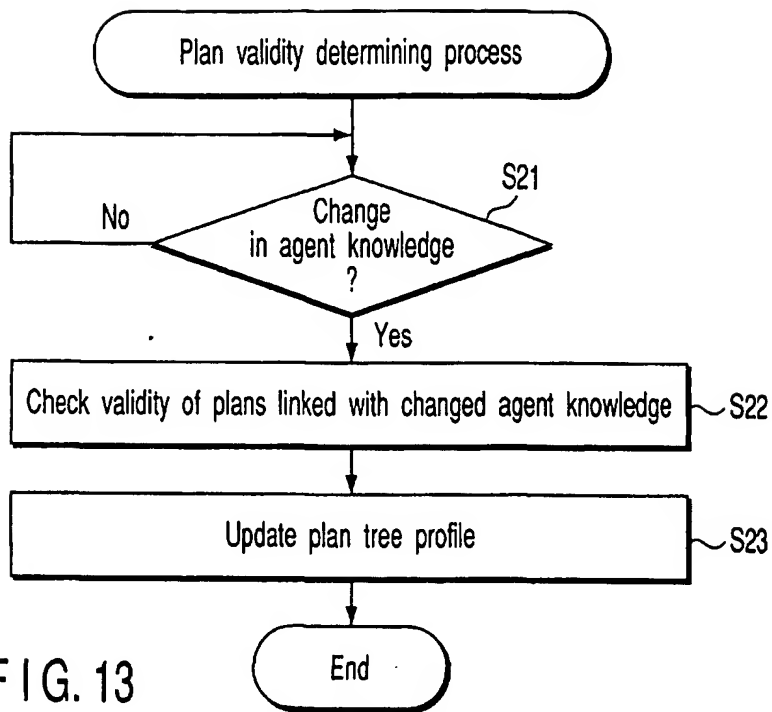 Plan validity determining process
S21
No
Change
in agent knowledge
?
Yes
Check validity of plans linked with changed agent knowledge
S22
Update plan tree profile
S23
End
FIG. 13